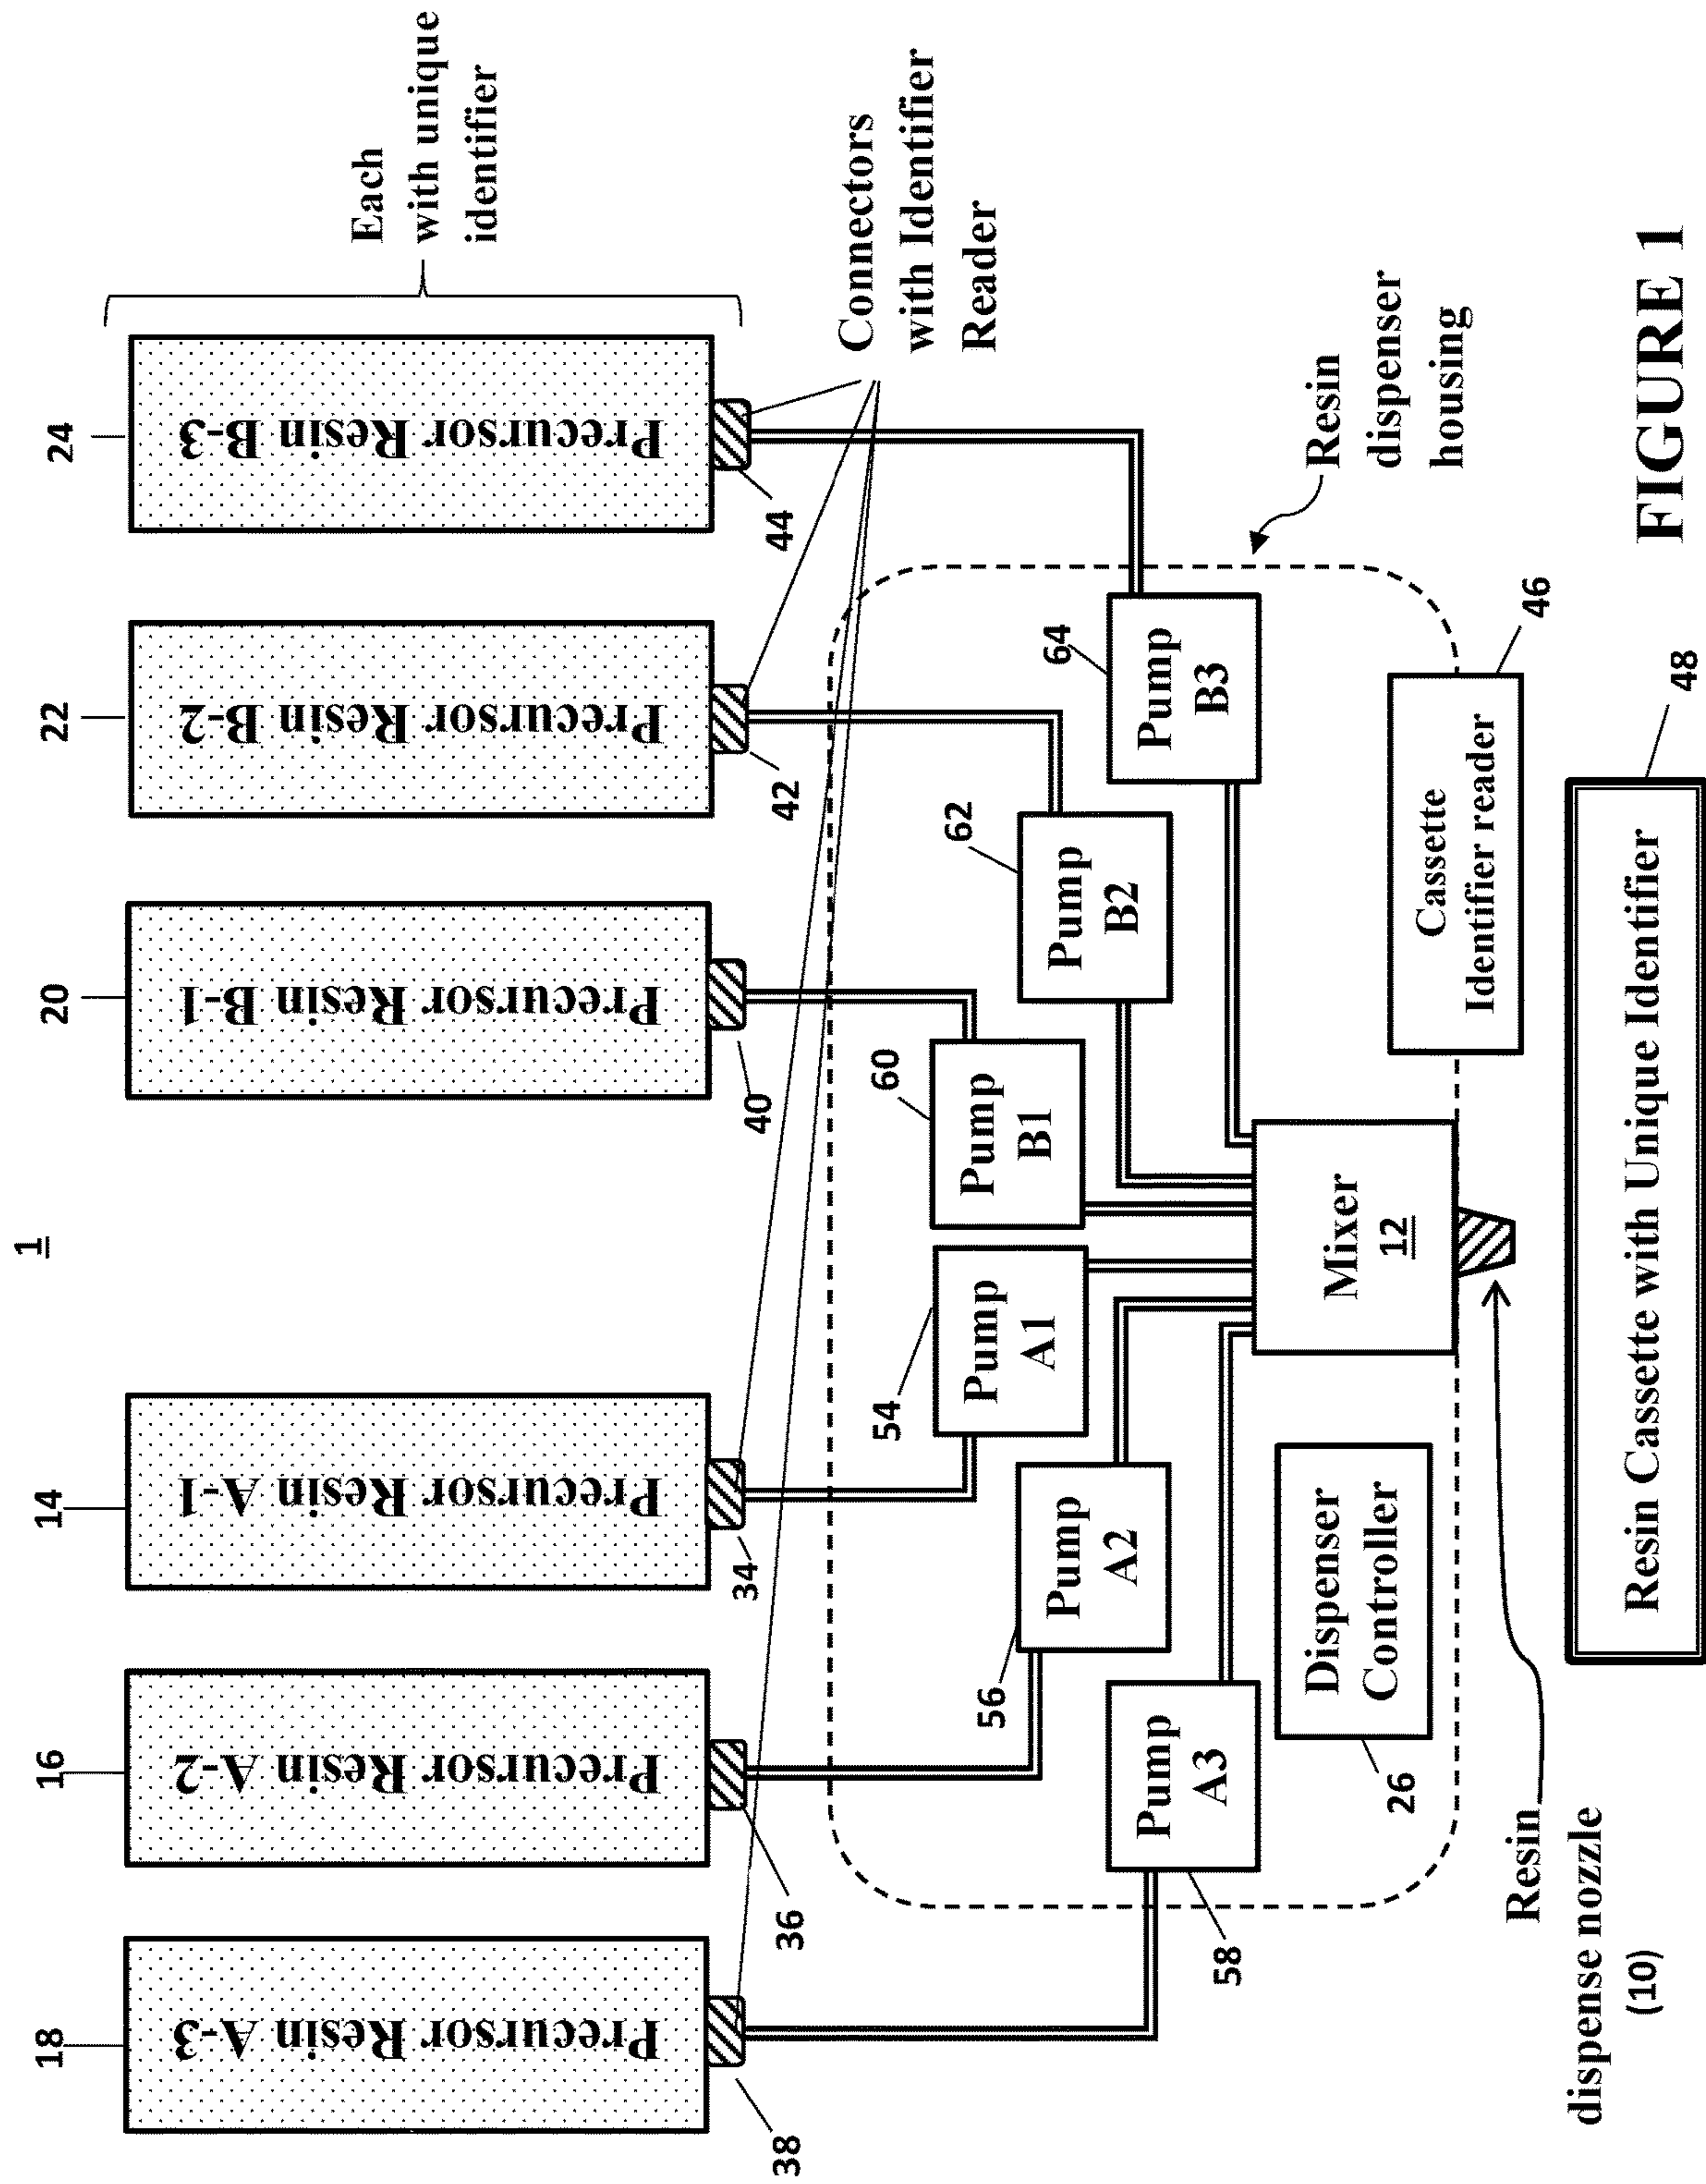 1
18
16
14
20
22
24
Precursor Resin A-3
Precursor Resin A-2
Precursor Resin A-1
Precursor Resin B-1
Precursor Resin B-2
Precursor Resin B-3
Each
with unique
identifier
38
36
34
40
42
44
Connectors
with Identifier
Reader
54
60
Pump
A1
Pump
B1
56
62
Pump
A2
Pump
B2
58
64
Pump
A3
Pump
B3
Resin
dispenser
housing
26
Dispenser
Controller
Mixer
12
Cassette
Identifier reader
46
Resin
dispense nozzle
(10)
Resin Cassette with Unique Identifier
48
FIGURE 1